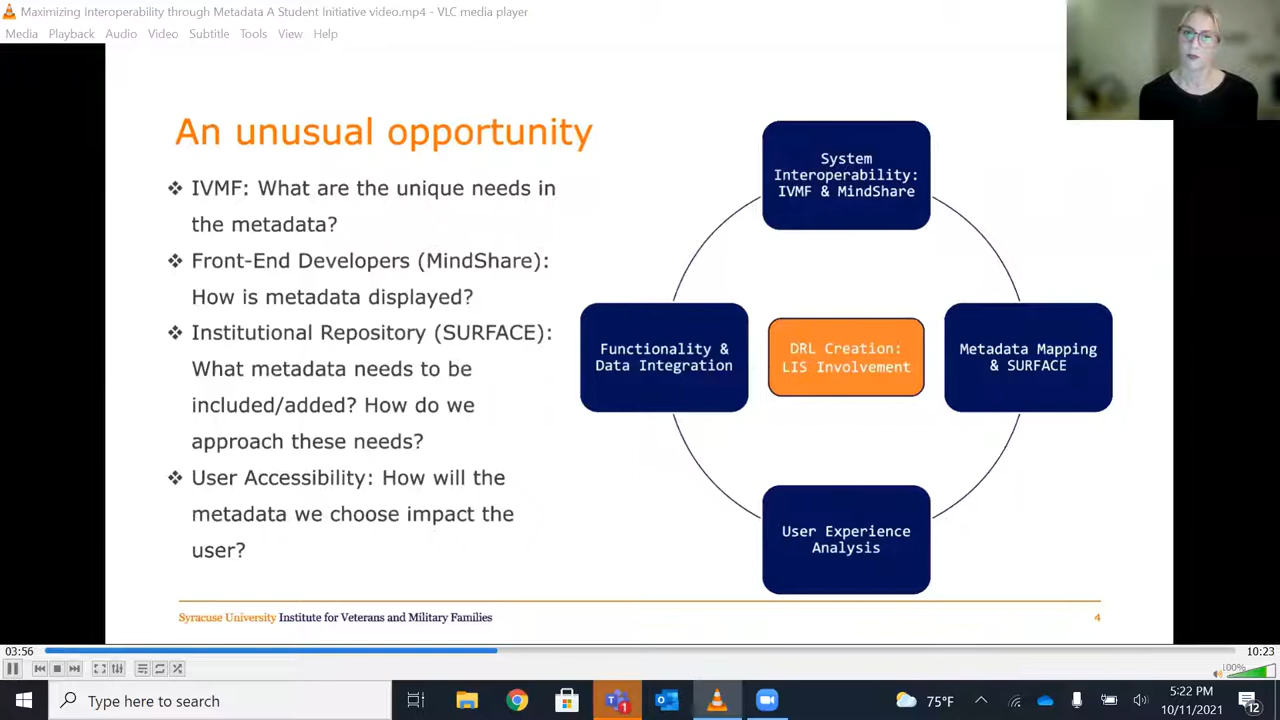 Maximizing Interoperability through Metadata A Student Initiative video.mp4 - VLC media player
Media Playback Audio Video Subtitle Tools View Help
An unusual opportunity
❖ IVMF: What are the unique needs in
the metadata?
❖ Front-End Developers (MindShare):
How is metadata displayed?
❖ Institutional Repository (SURFACE):
What metadata needs to be
included/added? How do we
approach these needs?
❖ User Accessibility: How will the
metadata we choose impact the
user?
System
Interoperability:
IVMF & MindShare
Functionality &
Data Integration
DRL Creation:
LIS Involvement
Metadata Mapping
& SURFACE
User Experience
Analysis
Syracuse University Institute for Veterans and Military Families
4
03:56
10:23
100%
Type here to search
1
75°F
5:22 PM
10/11/2021
12